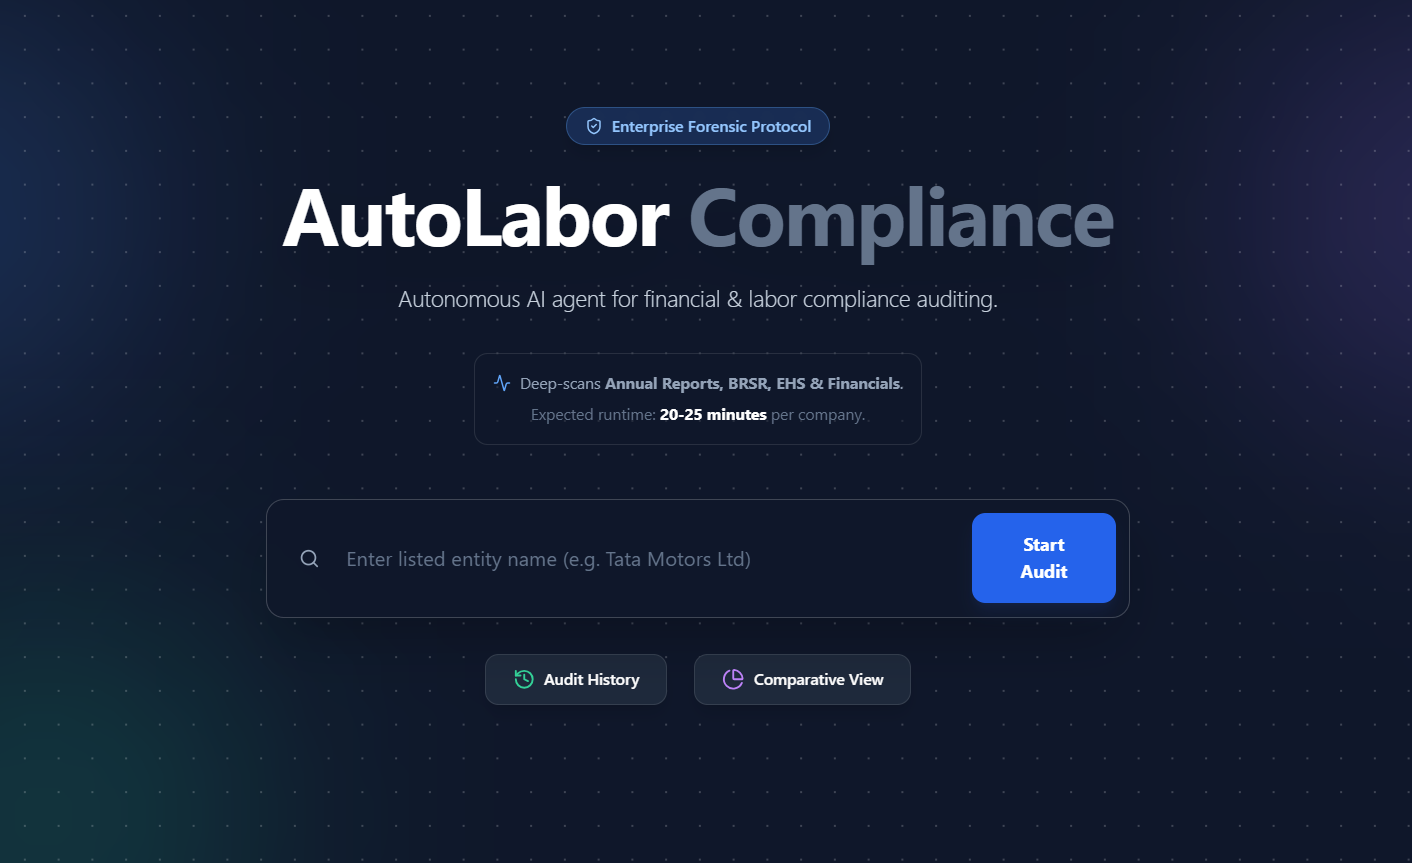 Enterprise Forensic Protocol
AutoLabor Compliance
Autonomous AI agent for financial & labor compliance auditing.
Deep-scans Annual Reports, BRSR, EHS & Financials.
Expected runtime: 20-25 minutes per company.
Enter listed entity name (e.g. Tata Motors Ltd)
Start
Audit
Audit History
Comparative View